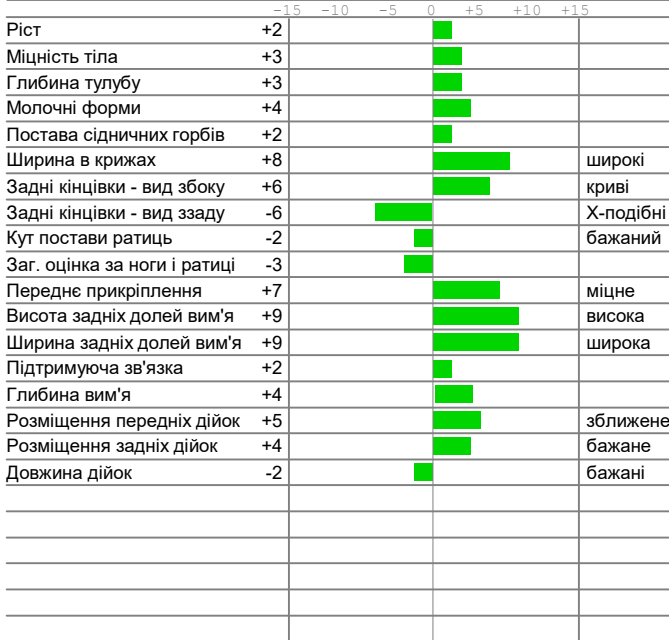 -15 -10 -5 0 +5 +10 +15
Ріст +2
Міцність тіла +3
Глибина тулубу +3
Молочні форми +4
Постава сідничних горбів +2
Ширина в крижах +8 широкі
Задні кінцівки - вид збоку +6 криві
Задні кінцівки - вид ззаду -6 Х-подібні
Кут постави ратиць -2 бажаний
Заг. оцінка за ноги і ратиці -3
Переднє прикріплення +7 міцне
Висота задніх долей вим'я +9 висока
Ширина задніх долей вим'я +9 широка
Підтримуюча зв'язка +2
Глибина вим'я +4
Розміщення передніх дійок +5 зближене
Розміщення задніх дійок +4 бажане
Довжина дійок -2 бажані